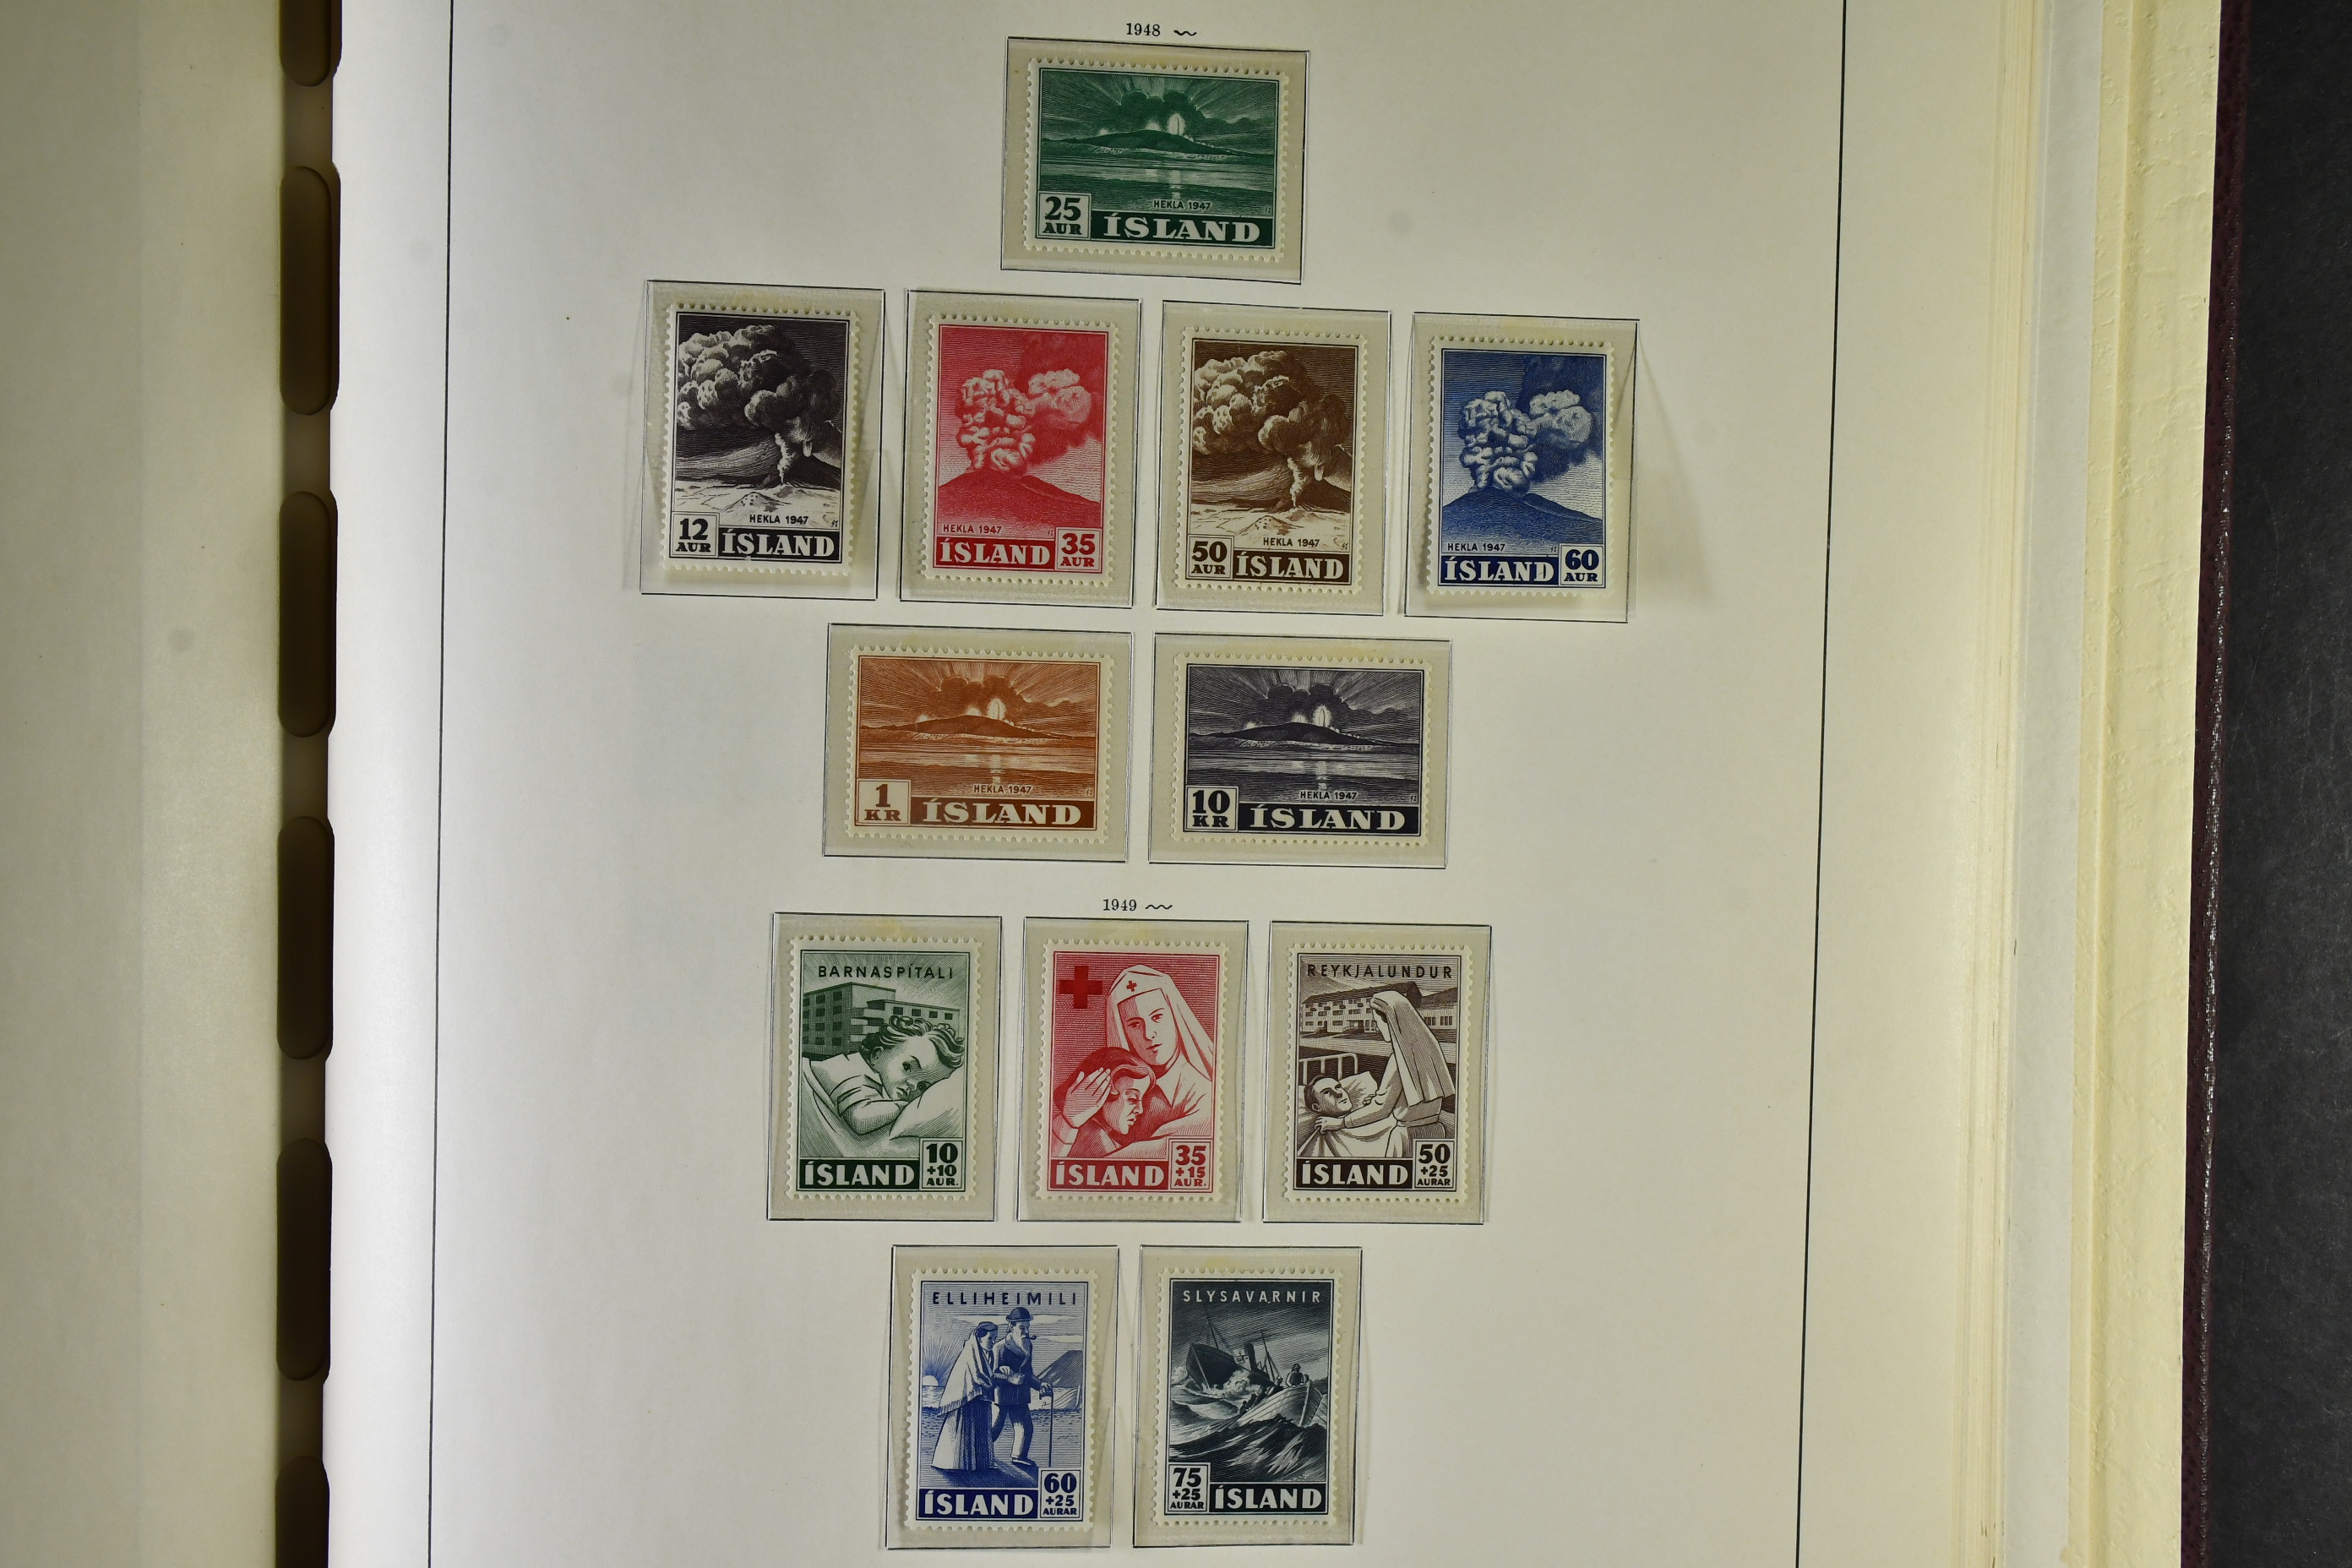 1948
HEKLA 1947
25 AUR ÍSLAND
HEKLA 1947
12 AUR ÍSLAND
HEKLA 1947
ÍSLAND 35 AUR
HEKLA 1947
50 AUR ÍSLAND
HEKLA 1947
ÍSLAND 60 AUR
HEKLA 1947
1 KR ÍSLAND
HEKLA 1947
10 KR ÍSLAND
1949
BARNASPÍTALI
ÍSLAND 10 +10 AUR.
ÍSLAND 35 +15 AUR.
REYKJALUNDUR
ÍSLAND 50 +25 AURAR
ELLIHEIMILI
ÍSLAND 60 +25 AURAR
SLYSAVARNIR
75 +25 AURAR ÍSLAND